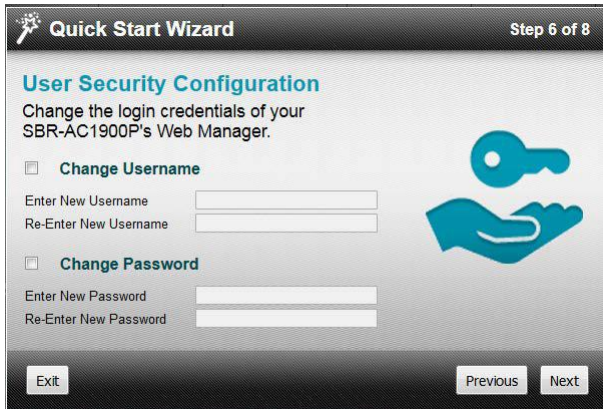 Quick Start Wizard
Step 6 of 8
User Security Configuration
Change the login credentials of your
SBR-AC1900P's Web Manager.
Change Username
Enter New Username
Re-Enter New Username
Change Password
Enter New Password
Re-Enter New Password
Exit
Previous
Next